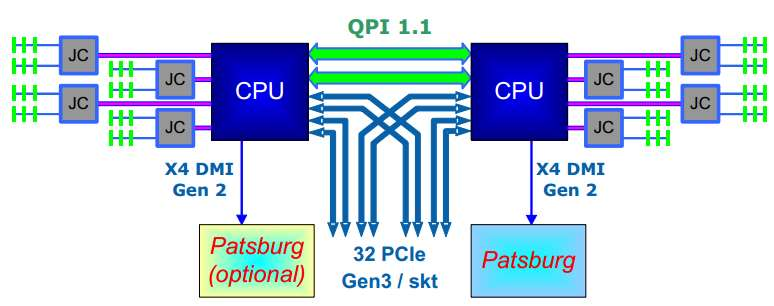 QPI 1.1
JC
JC
JC
JC
CPU
CPU
JC
JC
JC
JC
X4 DMI
Gen 2
X4 DMI
Gen 2
Patsburg
(optional)
32 PCIe
Gen3 / skt
Patsburg